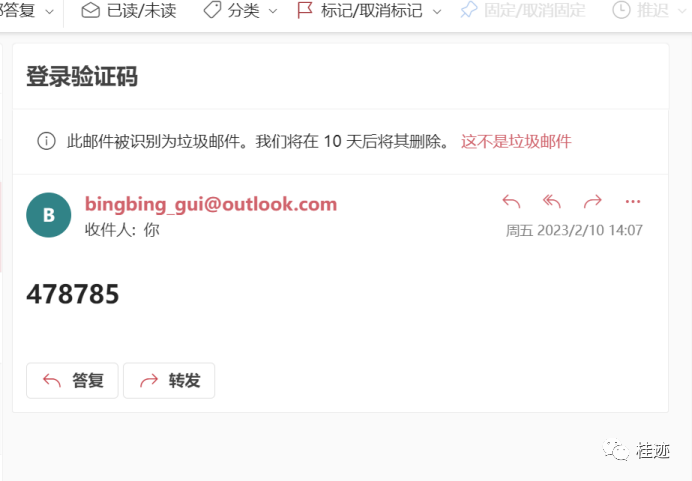 部答复 已读/未读 分类 标记/取消标记 固定/取消固定 推迟
登录验证码
此邮件被识别为垃圾邮件。我们将在 10 天后将其删除。 这不是垃圾邮件
B
bingbing_gui@outlook.com
收件人: 你
周五 2023/2/10 14:07
478785
答复 转发
桂迹